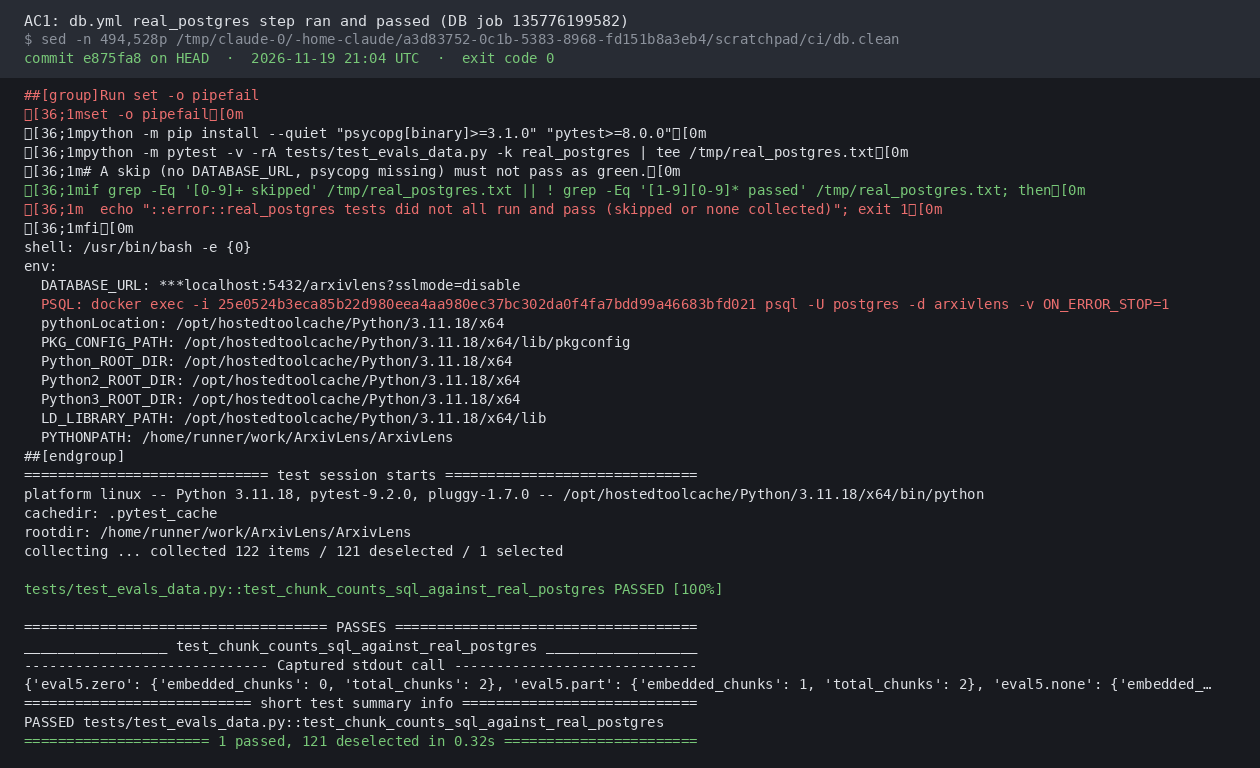 AC1: db.yml real_postgres step ran and passed (DB job 135776199582)
$ sed -n 494,528p /tmp/claude-0/-home-claude/a3d83752-0c1b-5383-8968-fd151b8a3eb4/scratchpad/ci/db.clean
commit e875fa8 on HEAD · 2026-11-19 21:04 UTC · exit code 0
##[group]Run set -o pipefail
▯[36;1mset -o pipefail▯[0m
▯[36;1mpython -m pip install --quiet "psycopg[binary]>=3.1.0" "pytest>=8.0.0"▯[0m
▯[36;1mpython -m pytest -v -rA tests/test_evals_data.py -k real_postgres | tee /tmp/real_postgres.txt▯[0m
▯[36;1m# A skip (no DATABASE_URL, psycopg missing) must not pass as green.▯[0m
▯[36;1mif grep -Eq '[0-9]+ skipped' /tmp/real_postgres.txt || ! grep -Eq '[1-9][0-9]* passed' /tmp/real_postgres.txt; then▯[0m
▯[36;1m  echo "::error::real_postgres tests did not all run and pass (skipped or none collected)"; exit 1▯[0m
▯[36;1mfi▯[0m
shell: /usr/bin/bash -e {0}
env:
  DATABASE_URL: ***localhost:5432/arxivlens?sslmode=disable
  PSQL: docker exec -i 25e0524b3eca85b22d980eea4aa980ec37bc302da0f4fa7bdd99a46683bfd021 psql -U postgres -d arxivlens -v ON_ERROR_STOP=1
  pythonLocation: /opt/hostedtoolcache/Python/3.11.18/x64
  PKG_CONFIG_PATH: /opt/hostedtoolcache/Python/3.11.18/x64/lib/pkgconfig
  Python_ROOT_DIR: /opt/hostedtoolcache/Python/3.11.18/x64
  Python2_ROOT_DIR: /opt/hostedtoolcache/Python/3.11.18/x64
  Python3_ROOT_DIR: /opt/hostedtoolcache/Python/3.11.18/x64
  LD_LIBRARY_PATH: /opt/hostedtoolcache/Python/3.11.18/x64/lib
  PYTHONPATH: /home/runner/work/ArxivLens/ArxivLens
##[endgroup]
============================= test session starts ==============================
platform linux -- Python 3.11.18, pytest-9.2.0, pluggy-1.7.0 -- /opt/hostedtoolcache/Python/3.11.18/x64/bin/python
cachedir: .pytest_cache
rootdir: /home/runner/work/ArxivLens/ArxivLens
collecting ... collected 122 items / 121 deselected / 1 selected
tests/test_evals_data.py::test_chunk_counts_sql_against_real_postgres PASSED [100%]
==================================== PASSES ====================================
_________________ test_chunk_counts_sql_against_real_postgres __________________
----------------------------- Captured stdout call -----------------------------
{'eval5.zero': {'embedded_chunks': 0, 'total_chunks': 2}, 'eval5.part': {'embedded_chunks': 1, 'total_chunks': 2}, 'eval5.none': {'embedded_…
=========================== short test summary info ============================
PASSED tests/test_evals_data.py::test_chunk_counts_sql_against_real_postgres
====================== 1 passed, 121 deselected in 0.32s =======================